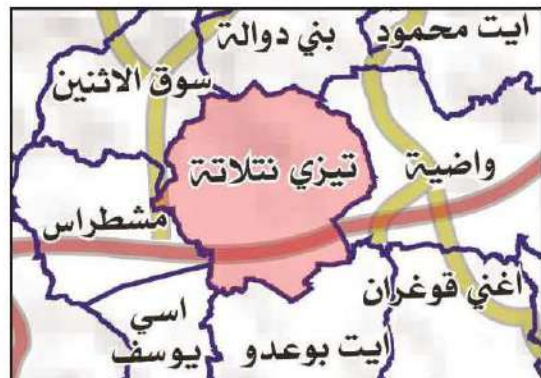 ايت محمود
بني دوالة
سوق الاثنين
تيزي نتلاتة
واضية
مشطراس
اغني قوغران
اسي
يوسف
ايت بوعدو